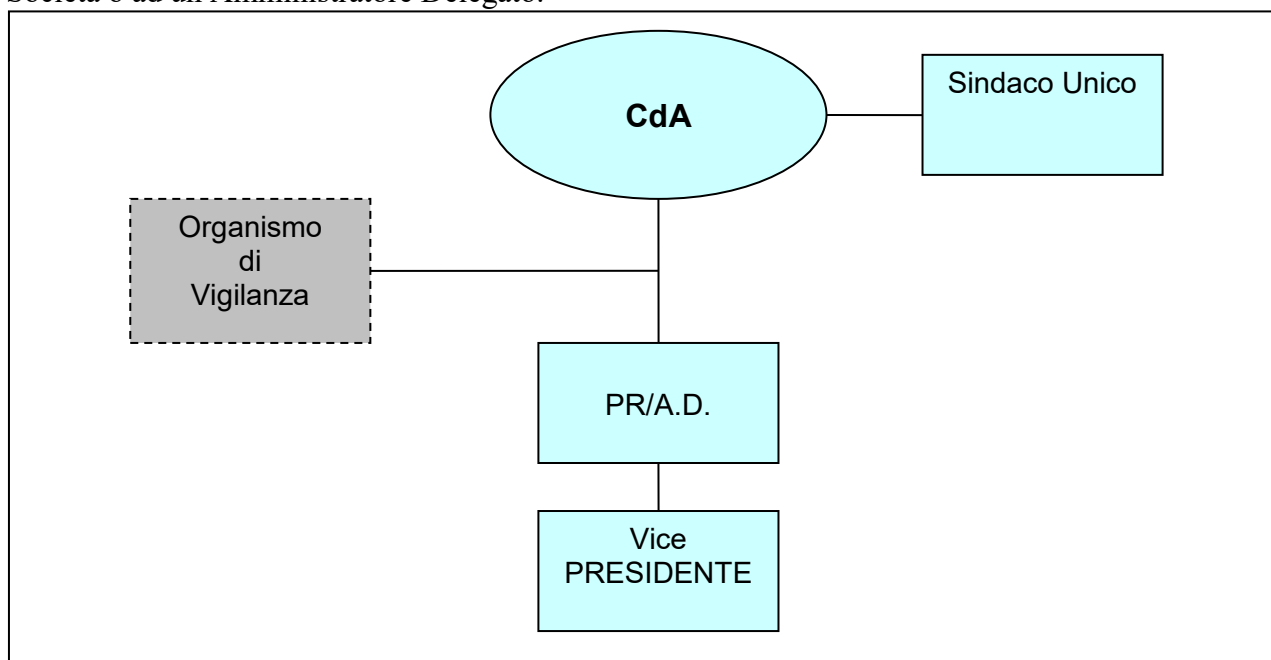 Società o ad un Amministratore Delegato.
CdA
Sindaco Unico
Organismo
di
Vigilanza
PR/A.D.
Vice
PRESIDENTE